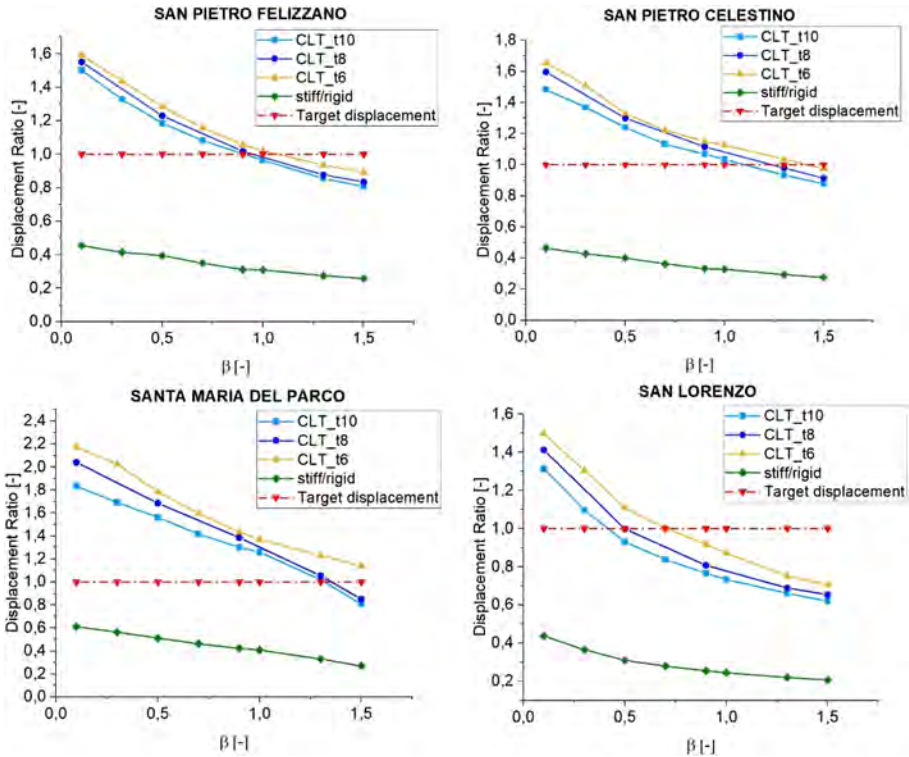 SAN PIETRO FELIZZANO
CLT_t10
CLT_t8
CLT_t6
stiff/rigid
Target displacement
Displacement Ratio [-]
1,6
1,4
1,2
1,0
0,8
0,6
0,4
0,2
0,0
0,0 0,5 1,0 1,5
β [-]
SAN PIETRO CELESTINO
CLT_t10
CLT_t8
CLT_t6
stiff/rigid
Target displacement
Displacement Ratio [-]
1,8
1,6
1,4
1,2
1,0
0,8
0,6
0,4
0,2
0,0
0,0 0,5 1,0 1,5
β [-]
SANTA MARIA DEL PARCO
CLT_t10
CLT_t8
CLT_t6
stiff/rigid
Target displacement
Displacement Ratio [-]
2,4
2,2
2,0
1,8
1,6
1,4
1,2
1,0
0,8
0,6
0,4
0,2
0,0
0,0 0,5 1,0 1,5
β [-]
SAN LORENZO
CLT_t10
CLT_t8
CLT_t6
stiff/rigid
Target displacement
Displacement Ratio [-]
1,6
1,4
1,2
1,0
0,8
0,6
0,4
0,2
0,0 0,5 1,0 1,5
β [-]